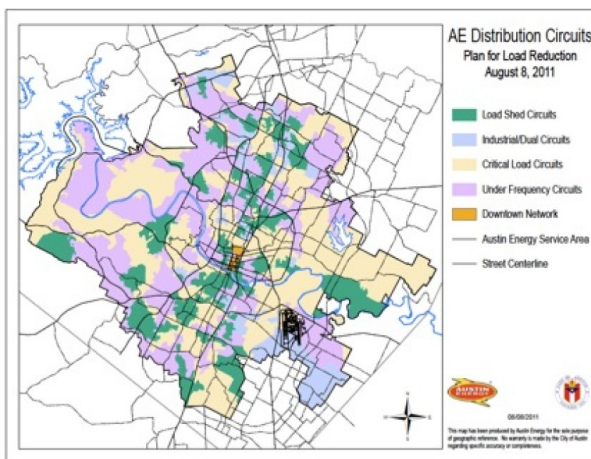 AE Distribution Circuits
Plan for Load Reduction
August 8, 2011
Load Shed Circuits
Industrial/Dual Circuits
Critical Load Circuits
Under Frequency Circuits
Downtown Network
Austin Energy Service Area
Street Centerline
AUSTIN
ENERGY
08/08/2011
This map has been produced by Austin Energy for the sole purpose
of geographic reference. No warranty is made by the City of Austin
regarding specific accuracy or completeness.